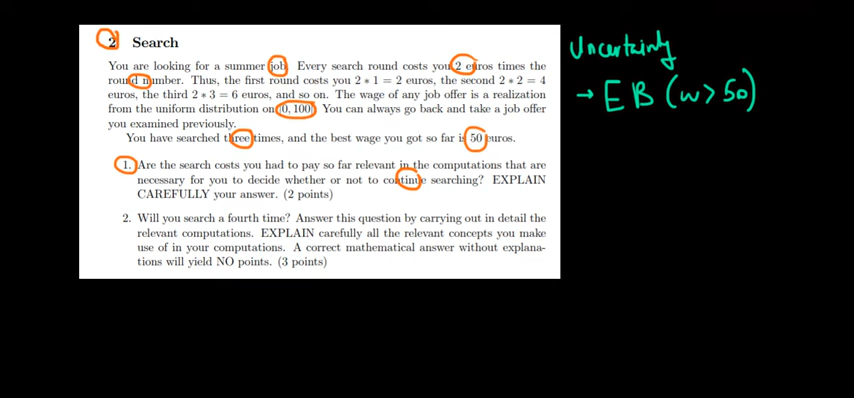 2 Search
You are looking for a summer job. Every search round costs you 2 euros times the
round number. Thus, the first round costs you 2 * 1 = 2 euros, the second 2 * 2 = 4
euros, the third 2 * 3 = 6 euros, and so on. The wage of any job offer is a realization
from the uniform distribution on (0, 100). You can always go back and take a job offer
you examined previously.
You have searched three times, and the best wage you got so far is 50 euros.
1. Are the search costs you had to pay so far relevant in the computations that are
necessary for you to decide whether or not to continue searching? EXPLAIN
CAREFULLY your answer. (2 points)
2. Will you search a fourth time? Answer this question by carrying out in detail the
relevant computations. EXPLAIN carefully all the relevant concepts you make
use of in your computations. A correct mathematical answer without explana-
tions will yield NO points. (3 points)
Uncertainty
→ EB (w > 50)